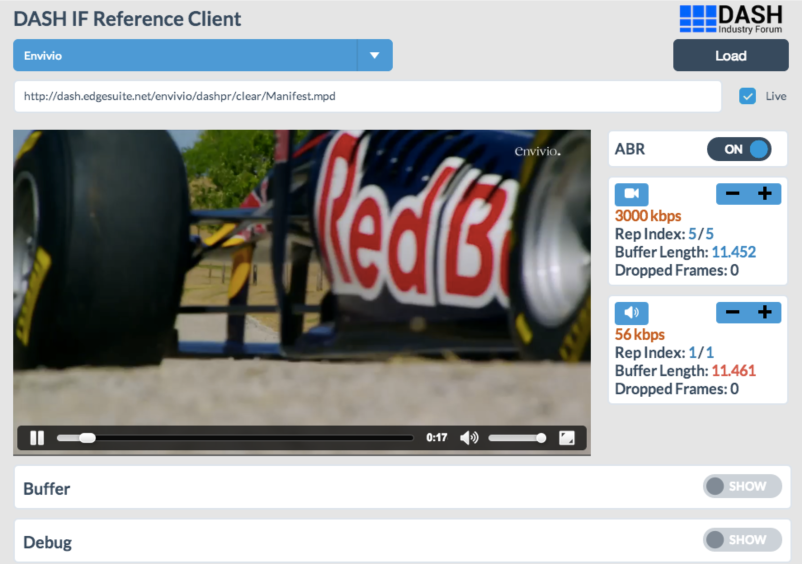 DASH IF Reference Client
DASH
Industry Forum
Envivio
Load
http://dash.edgesuite.net/envivio/dashpr/clear/Manifest.mpd
Live
envivio.
Red B
ABR
ON
3000 kbps
Rep Index: 5/5
Buffer Length: 11.452
Dropped Frames: 0
56 kbps
Rep Index: 1/1
Buffer Length: 11.461
Dropped Frames: 0
0:17
Buffer
SHOW
Debug
SHOW